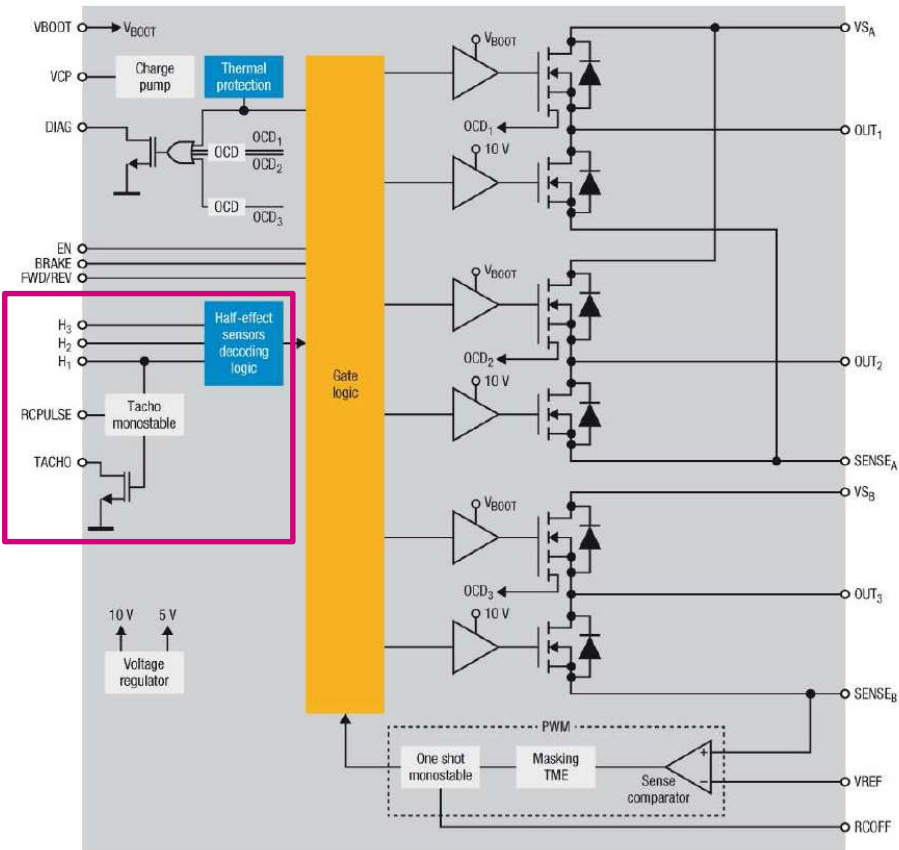 VBOOT
VBOOT
VSA
VBOOT
VCP
Charge
pump
Thermal
protection
DIAG
OCD
OCD1
OCD2
OCD
OCD3
OCD1
OUT1
10 V
EN
BRAKE
FWD/REV
VBOOT
H3
H2
H1
Half-effect
sensors
decoding
logic
Gate
logic
OCD2
OUT2
10 V
RCPULSE
Tacho
monostable
TACHO
SENSEA
VSB
VBOOT
OCD3
OUT3
10 V
10 V 5 V
Voltage
regulator
SENSEB
PWM
One shot
monostable
Masking
TME
+
−
Sense
comparator
VREF
RCOFF